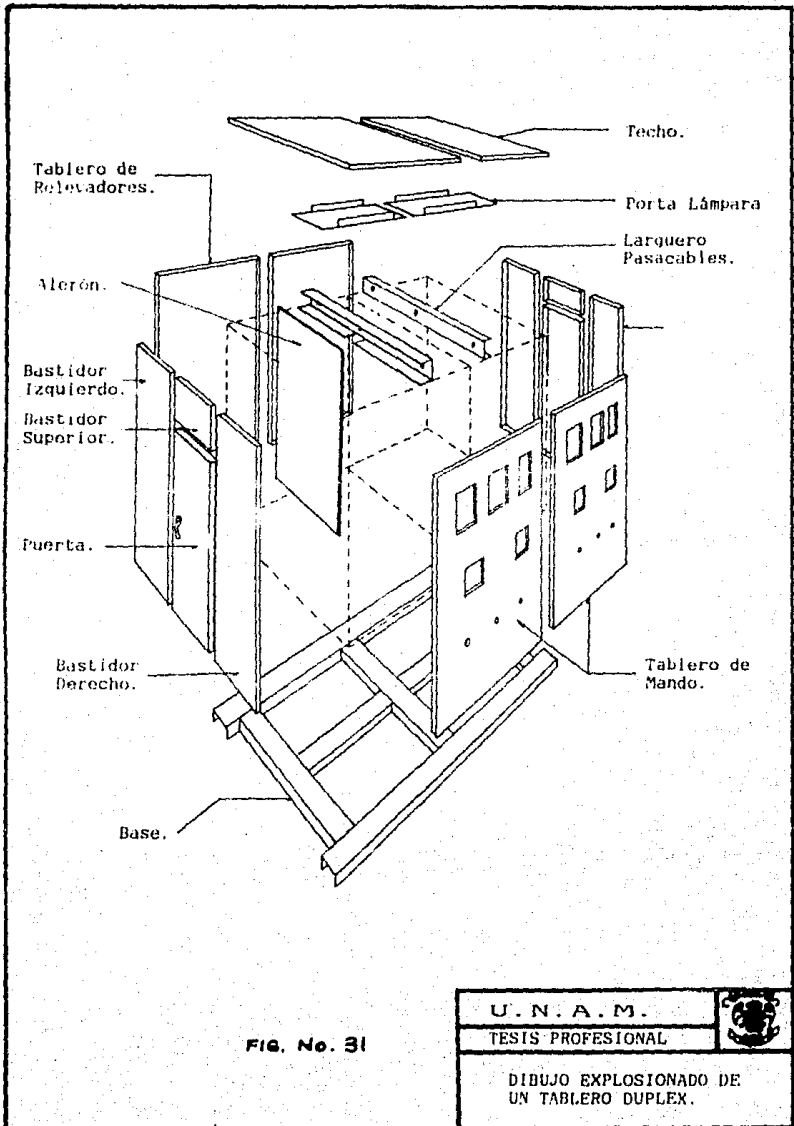 Techo.
Tablero de
Relevadores.
Porta Lámpara
Larguero
Pasacables.
Alerón.
Bastidor
Izquierdo.
Bastidor
Superior.
Puerta.
Bastidor
Derecho.
Tablero de
Mando.
Base.
FIG. No. 31
U. N. A. M.
TESIS PROFESIONAL
DIBUJO EXPLOSIONADO DE
UN TABLERO DUPLEX.